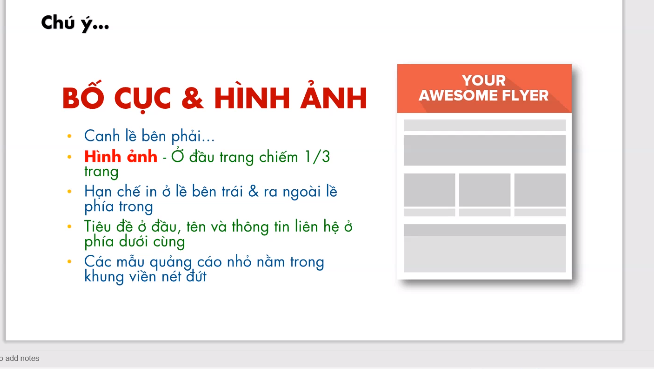 Chú ý...
BỐ CỤC & HÌNH ẢNH
• Canh lề bên phải...
• Hình ảnh - Ở đầu trang chiếm 1/3
trang
• Hạn chế in ở lề bên trái & ra ngoài lề
phía trong
• Tiêu đề ở đầu, tên và thông tin liên hệ ở
phía dưới cùng
• Các mẫu quảng cáo nhỏ nằm trong
khung viền nét đứt
YOUR
AWESOME FLYER
o add notes